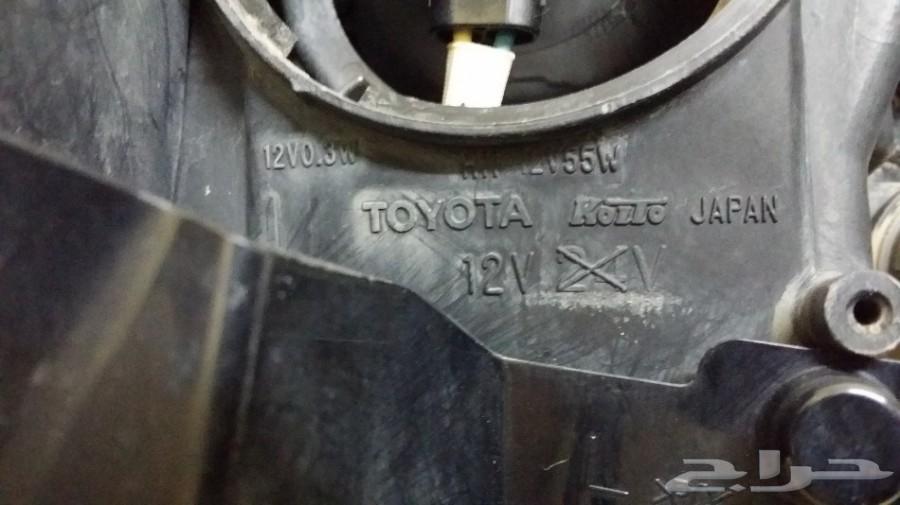 12V0.3W 12V55W
TOYOTA KOITO JAPAN
12V 24V
حراج